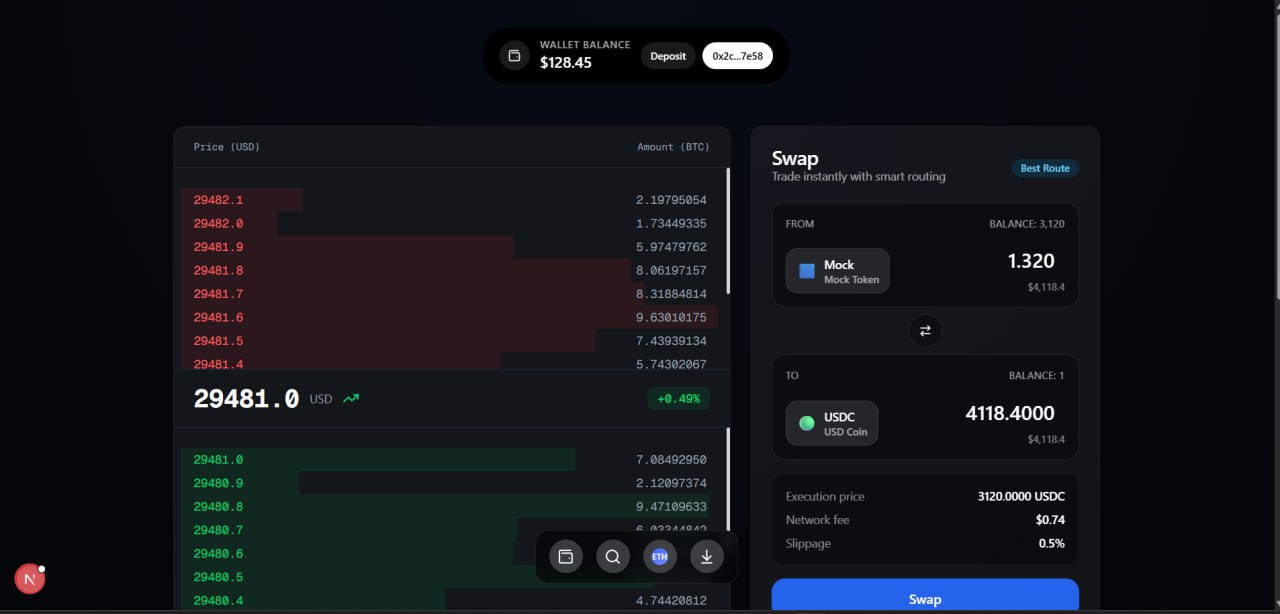 WALLET BALANCE
$128.45
Deposit
0x2c...7e58
Price (USD) Amount (BTC)
29482.1 2.19795054
29482.0 1.73449335
29481.9 5.97479762
29481.8 8.06197157
29481.7 8.31884814
29481.6 9.63010175
29481.5 7.43939134
29481.4 5.74302067
29481.0 USD +0.49%
29481.0 7.08492950
29480.9 2.12097374
29480.8 9.47109633
29480.7 6.03344842
29480.6
29480.5
29480.4 4.74420812
ETH
N
Swap
Trade instantly with smart routing
Best Route
FROM BALANCE: 3,120
Mock 1.320
Mock Token $4,118.4
TO BALANCE: 1
USDC 4118.4000
USD Coin $4,118.4
Execution price 3120.0000 USDC
Network fee $0.74
Slippage 0.5%
Swap